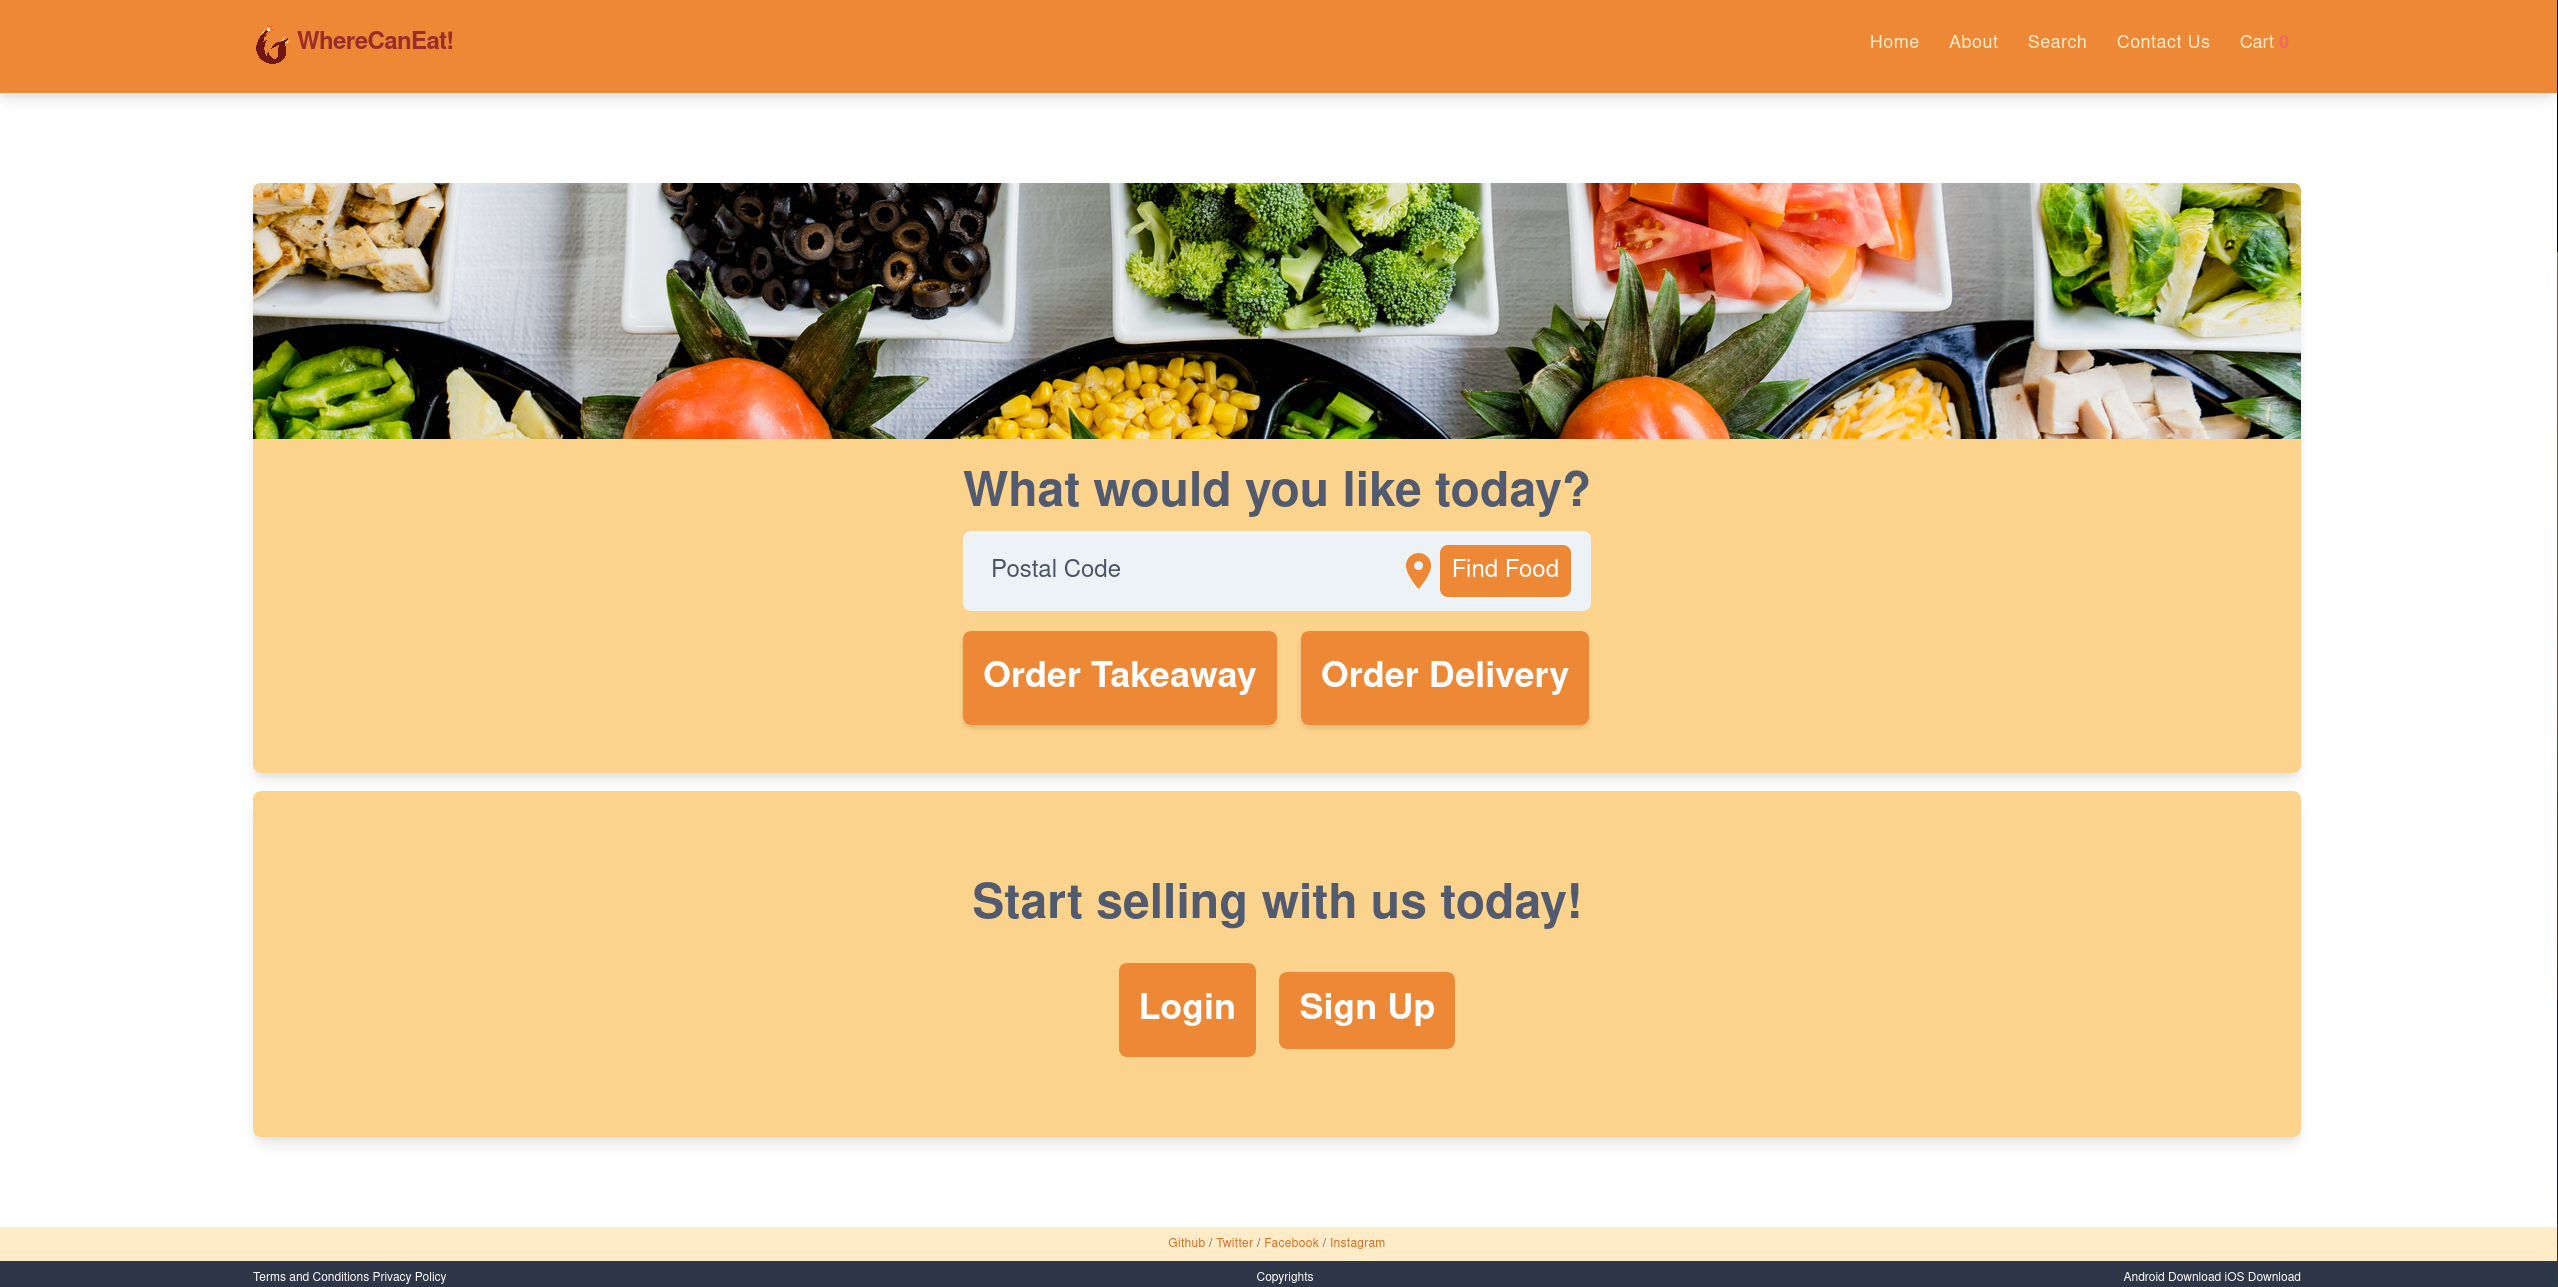 WhereCanEat!
Home About Search Contact Us Cart 0
What would you like today?
Postal Code Find Food
Order Takeaway Order Delivery
Start selling with us today!
Login Sign Up
Github / Twitter / Facebook / Instagram
Terms and Conditions Privacy Policy Copyrights Android Download iOS Download